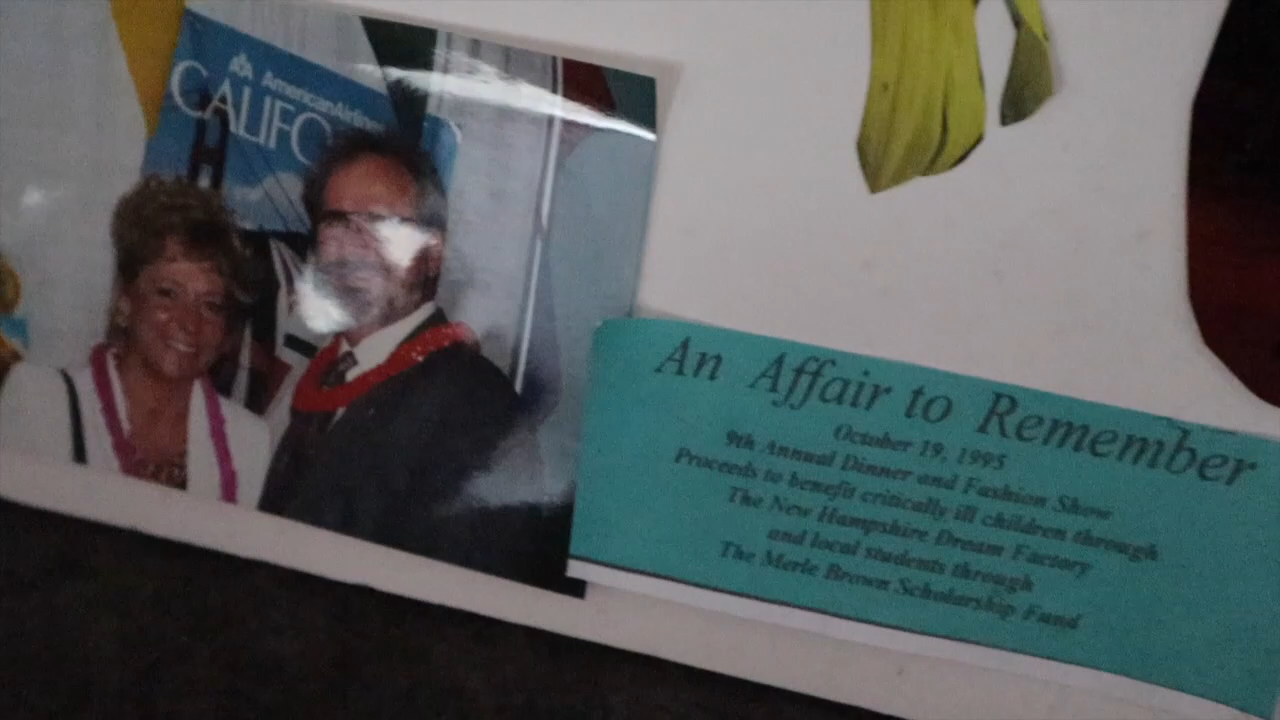 AmericanAirlines
CALIFO
An Affair to Remember
October 19, 1995
9th Annual Dinner and Fashion Show
Proceeds to benefit critically ill children through
The New Hampshire Dream Factory
and local students through
The Merle Brown Scholarship Fund